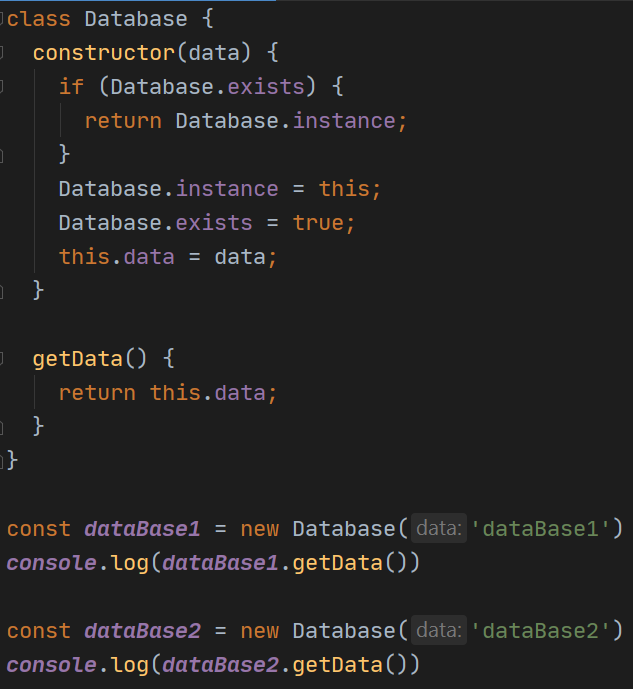 class Database {
constructor(data) {
if (Database.exists) {
return Database.instance;
}
Database.instance = this;
Database.exists = true;
this.data = data;
}
getData() {
return this.data;
}
}
const dataBase1 = new Database( data: 'dataBase1')
console.log(dataBase1.getData())
const dataBase2 = new Database( data: 'dataBase2')
console.log(dataBase2.getData())